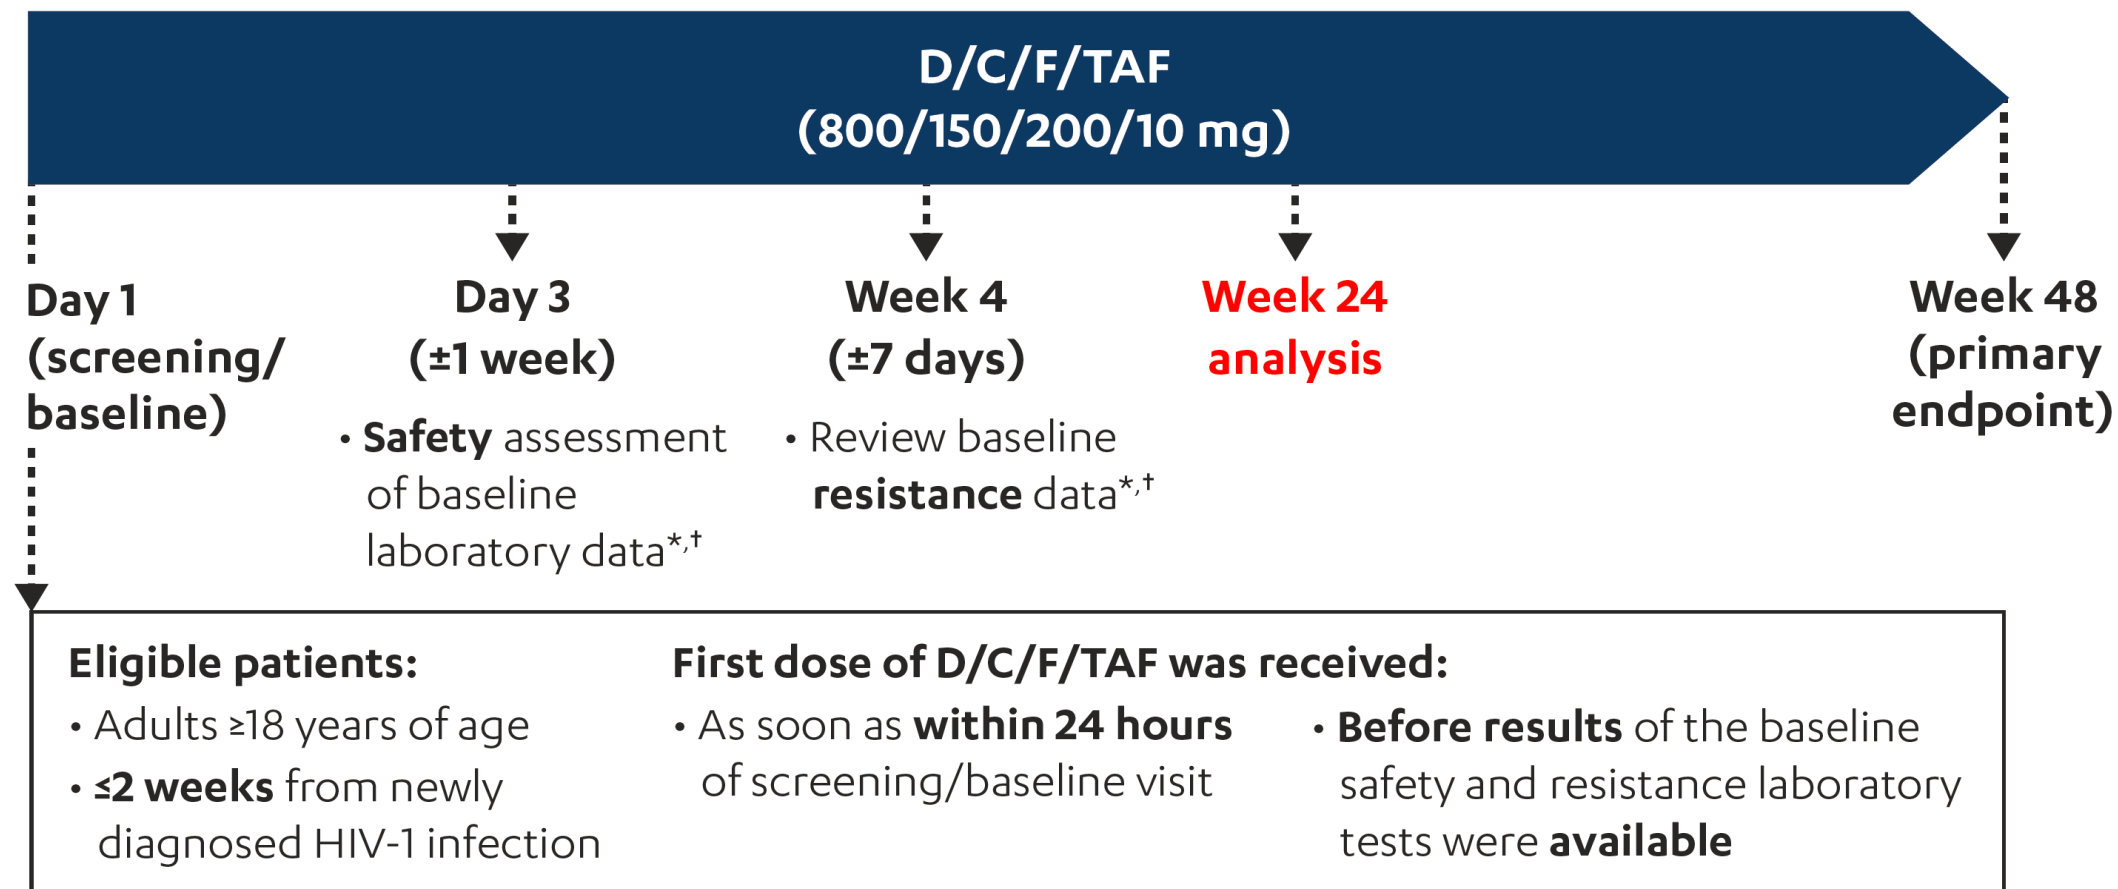 D/C/F/TAF
(800/150/200/10 mg)
Day 1
(screening/
baseline)
Day 3
(±1 week)
• Safety assessment
of baseline
laboratory data*,†
Week 4
(±7 days)
• Review baseline
resistance data*,†
Week 24
analysis
Week 48
(primary
endpoint)
Eligible patients:
• Adults ≥18 years of age
• ≤2 weeks from newly
diagnosed HIV-1 infection
First dose of D/C/F/TAF was received:
• As soon as within 24 hours
of screening/baseline visit
• Before results of the baseline
safety and resistance laboratory
tests were available